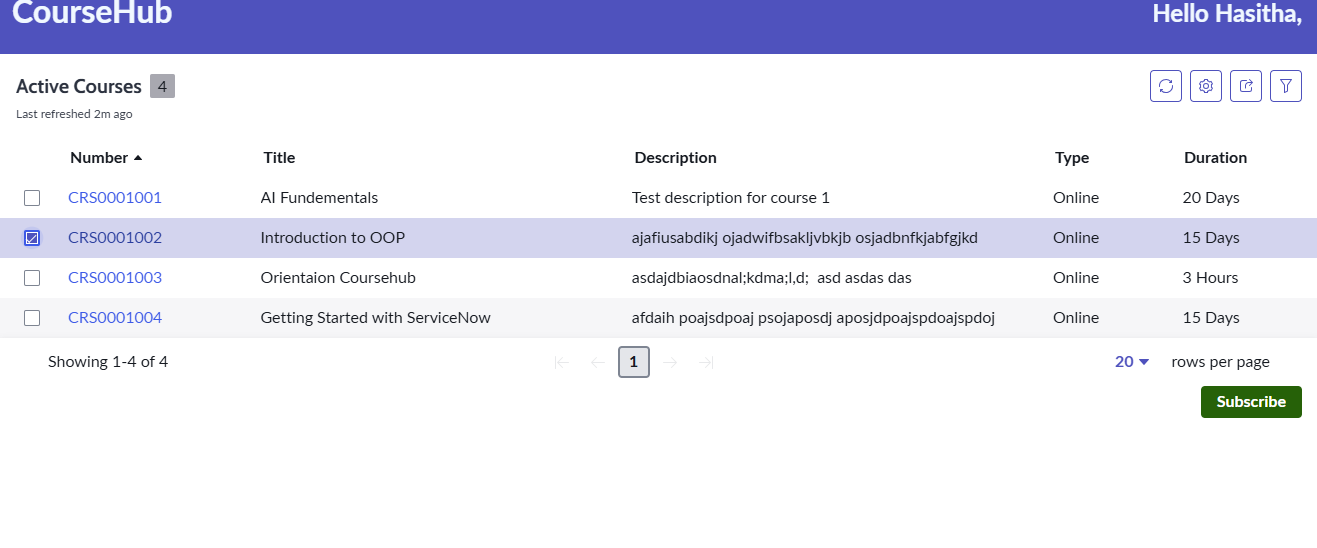 CourseHub
Hello Hasitha,
Active Courses 4
Last refreshed 2m ago
Number Title Description Type Duration
CRS0001001 AI Fundementals Test description for course 1 Online 20 Days
CRS0001002 Introduction to OOP ajafiusabdikj ojadwifbsakljvbkjb osjadbnfkjabfgjkd Online 15 Days
CRS0001003 Orientaion Coursehub asdajdbiaosdnal;kdma;l,d;  asd asdas das Online 3 Hours
CRS0001004 Getting Started with ServiceNow afdaih poajsdpoaj psojaposdj aposjdpoajspdoajspdoj Online 15 Days
Showing 1-4 of 4 1 20 rows per page
Subscribe